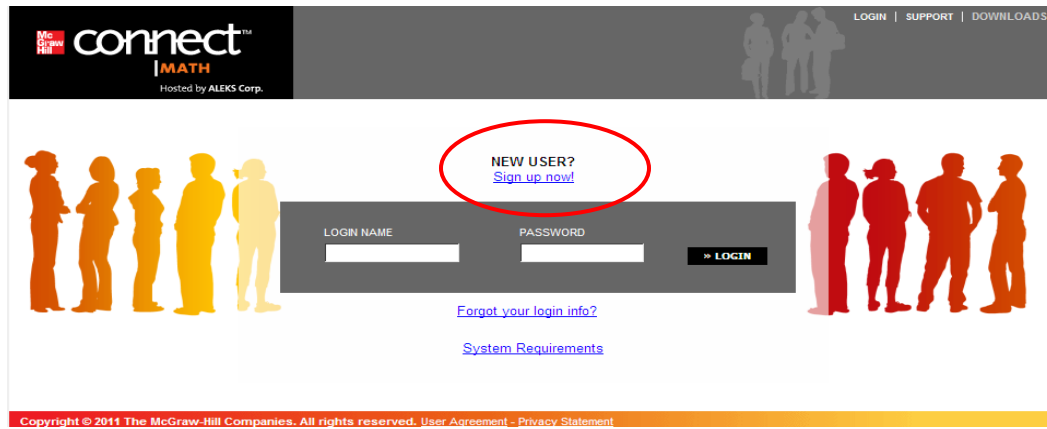 LOGIN | SUPPORT | DOWNLOADS
Mc
Graw
Hill
connect™
|MATH
Hosted by ALEKS Corp.
NEW USER?
Sign up now!
LOGIN NAME
PASSWORD
» LOGIN
Forgot your login info?
System Requirements
Copyright © 2011 The McGraw-Hill Companies. All rights reserved. User Agreement - Privacy Statement